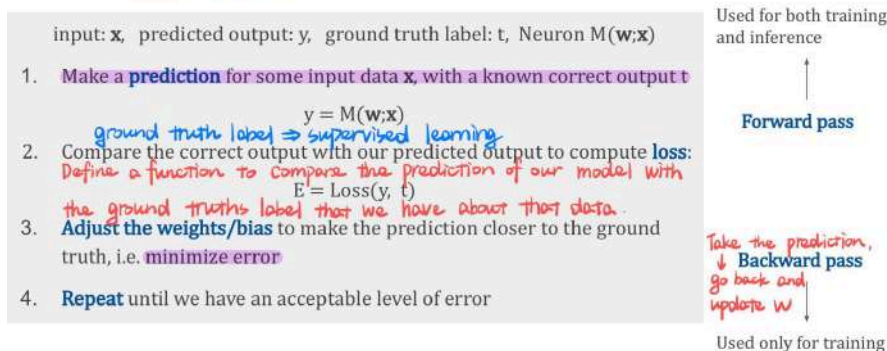 input: x, predicted output: y, ground truth label: t, Neuron M(w;x)
1. Make a prediction for some input data x, with a known correct output t
y = M(w;x)
ground truth label ⇒ supervised learning
2. Compare the correct output with our predicted output to compute loss:
Define a function to compare the prediction of our model with
E = Loss(y, t)
the ground truths label that we have about that data.
3. Adjust the weights/bias to make the prediction closer to the ground
truth, i.e. minimize error
4. Repeat until we have an acceptable level of error
Used for both training
and inference
Forward pass
Take the prediction,
↓ Backward pass
go back and
update W
Used only for training